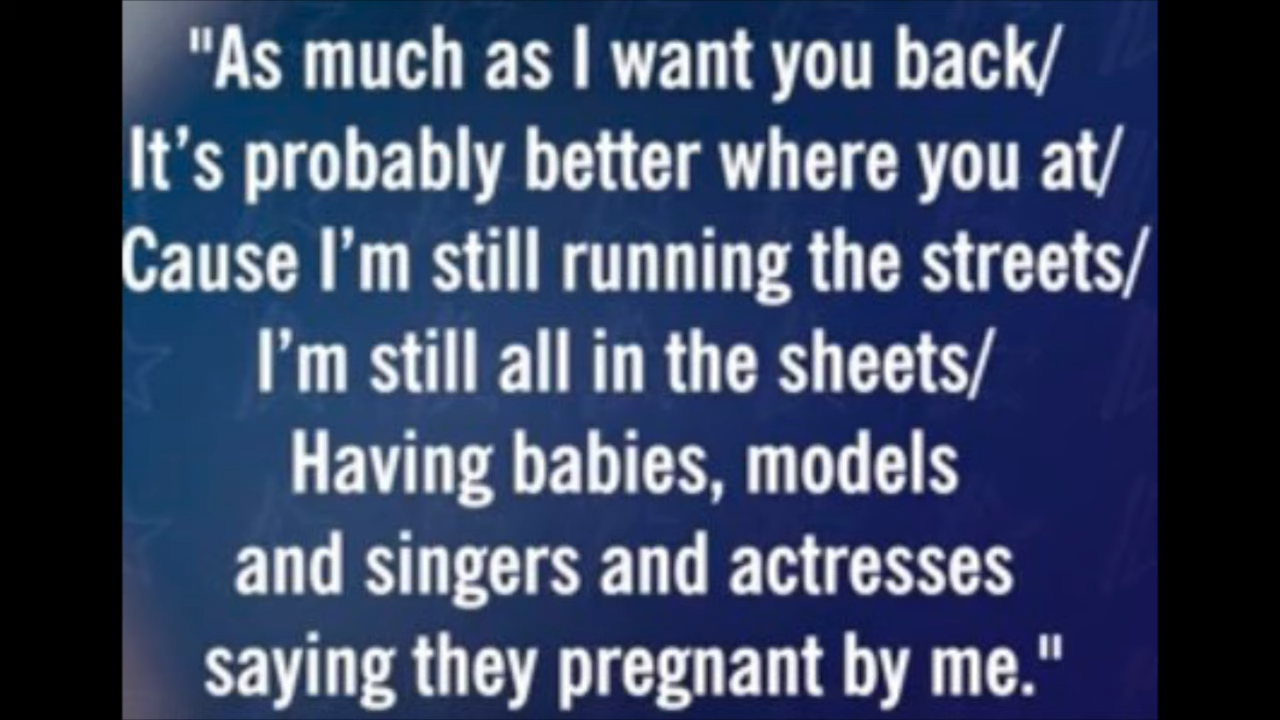 "As much as I want you back/
It’s probably better where you at/
Cause I’m still running the streets/
I’m still all in the sheets/
Having babies, models
and singers and actresses
saying they pregnant by me."